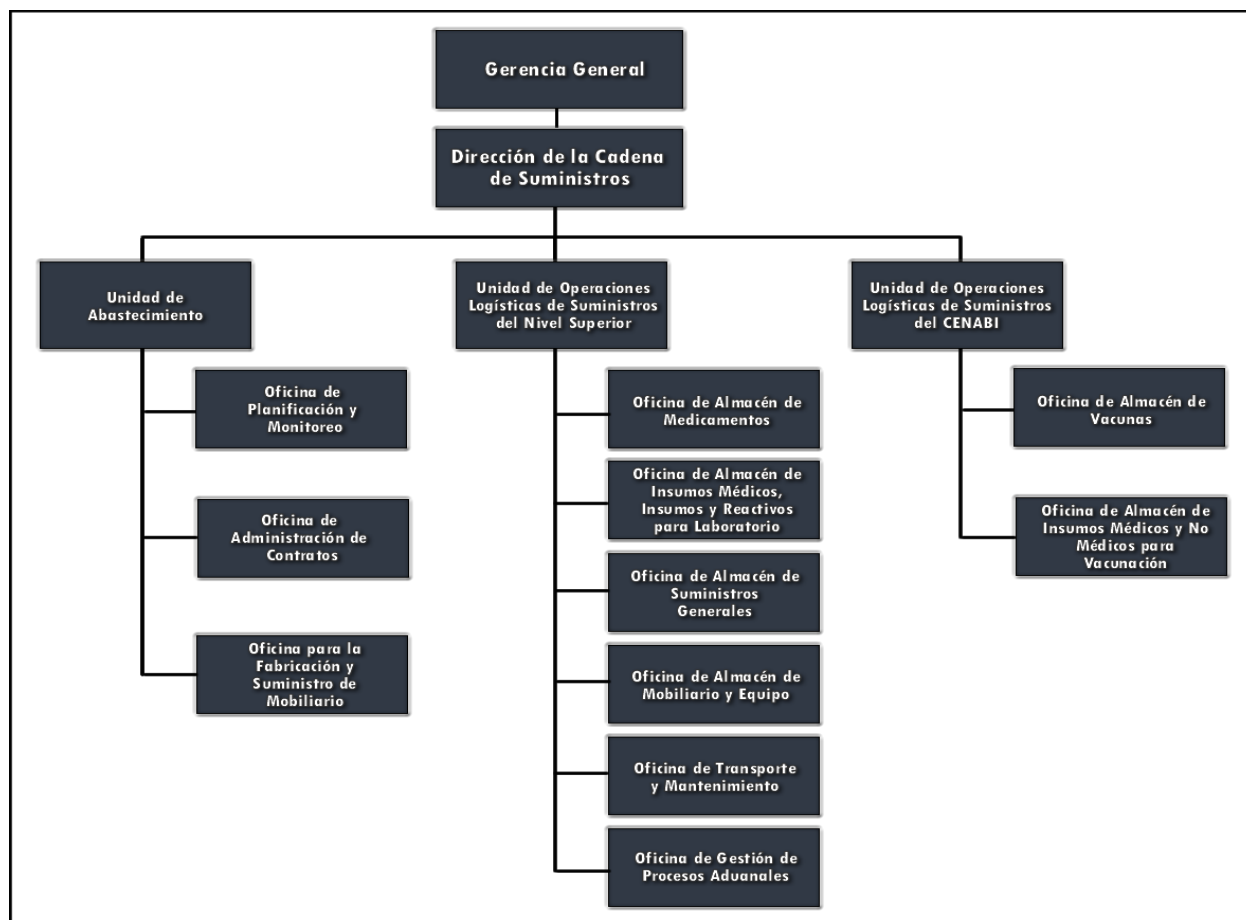 Gerencia General
Dirección de la Cadena
de Suministros
Unidad de
Abastecimiento
Unidad de Operaciones
Logísticas de Suministros
del Nivel Superior
Unidad de Operaciones
Logísticas de Suministros
del CENABI
Oficina de
Planificación y
Monitoreo
Oficina de
Administración de
Contratos
Oficina para la
Fabricación y
Suministro de
Mobiliario
Oficina de Almacén de
Medicamentos
Oficina de Almacén de
Insumos Médicos,
Insumos y Reactivos
para Laboratorio
Oficina de Almacén de
Suministros
Generales
Oficina de Almacén de
Mobiliario y Equipo
Oficina de Transporte
y Mantenimiento
Oficina de Gestión de
Procesos Aduanales
Oficina de Almacén de
Vacunas
Oficina de Almacén de
Insumos Médicos y No
Médicos para
Vacunación